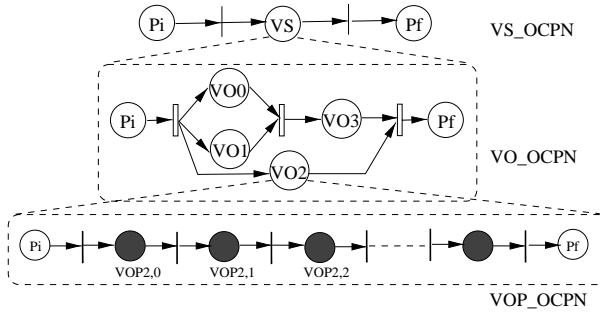 Pi VS Pf
VS_OCPN
VO0
Pi VO3 Pf
VO1
VO_OCPN
VO2
Pi Pf
VOP2,0 VOP2,1 VOP2,2
VOP_OCPN